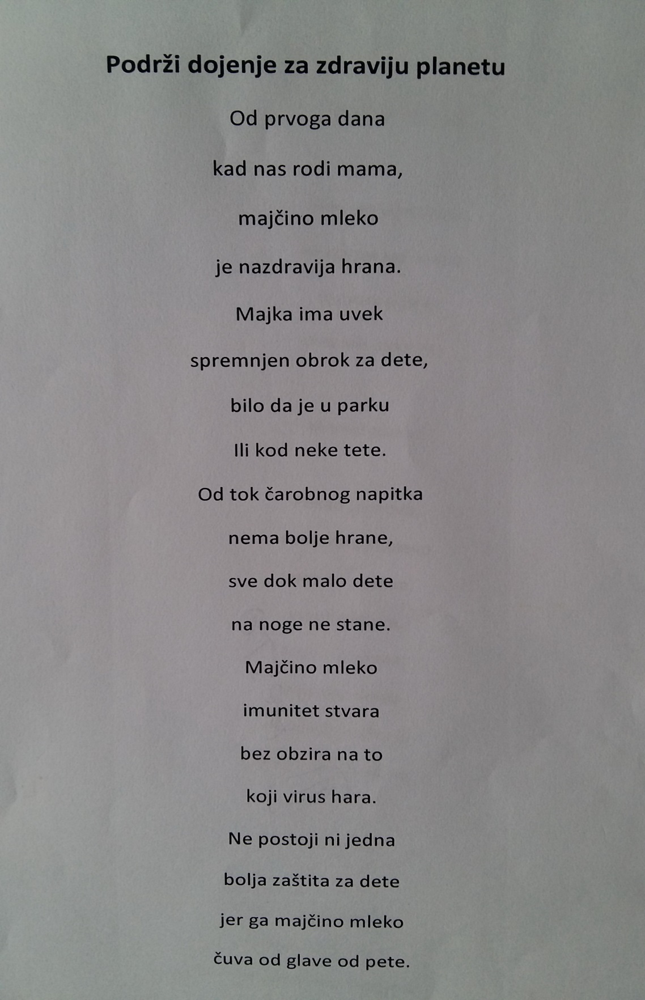 Podrži dojenje za zdraviju planetu
Od prvoga dana
kad nas rodi mama,
majčino mleko
je nazdravija hrana.
Majka ima uvek
spremnjen obrok za dete,
bilo da je u parku
Ili kod neke tete.
Od tok čarobnog napitka
nema bolje hrane,
sve dok malo dete
na noge ne stane.
Majčino mleko
imunitet stvara
bez obzira na to
koji virus hara.
Ne postoji ni jedna
bolja zaštita za dete
jer ga majčino mleko
čuva od glave od pete.